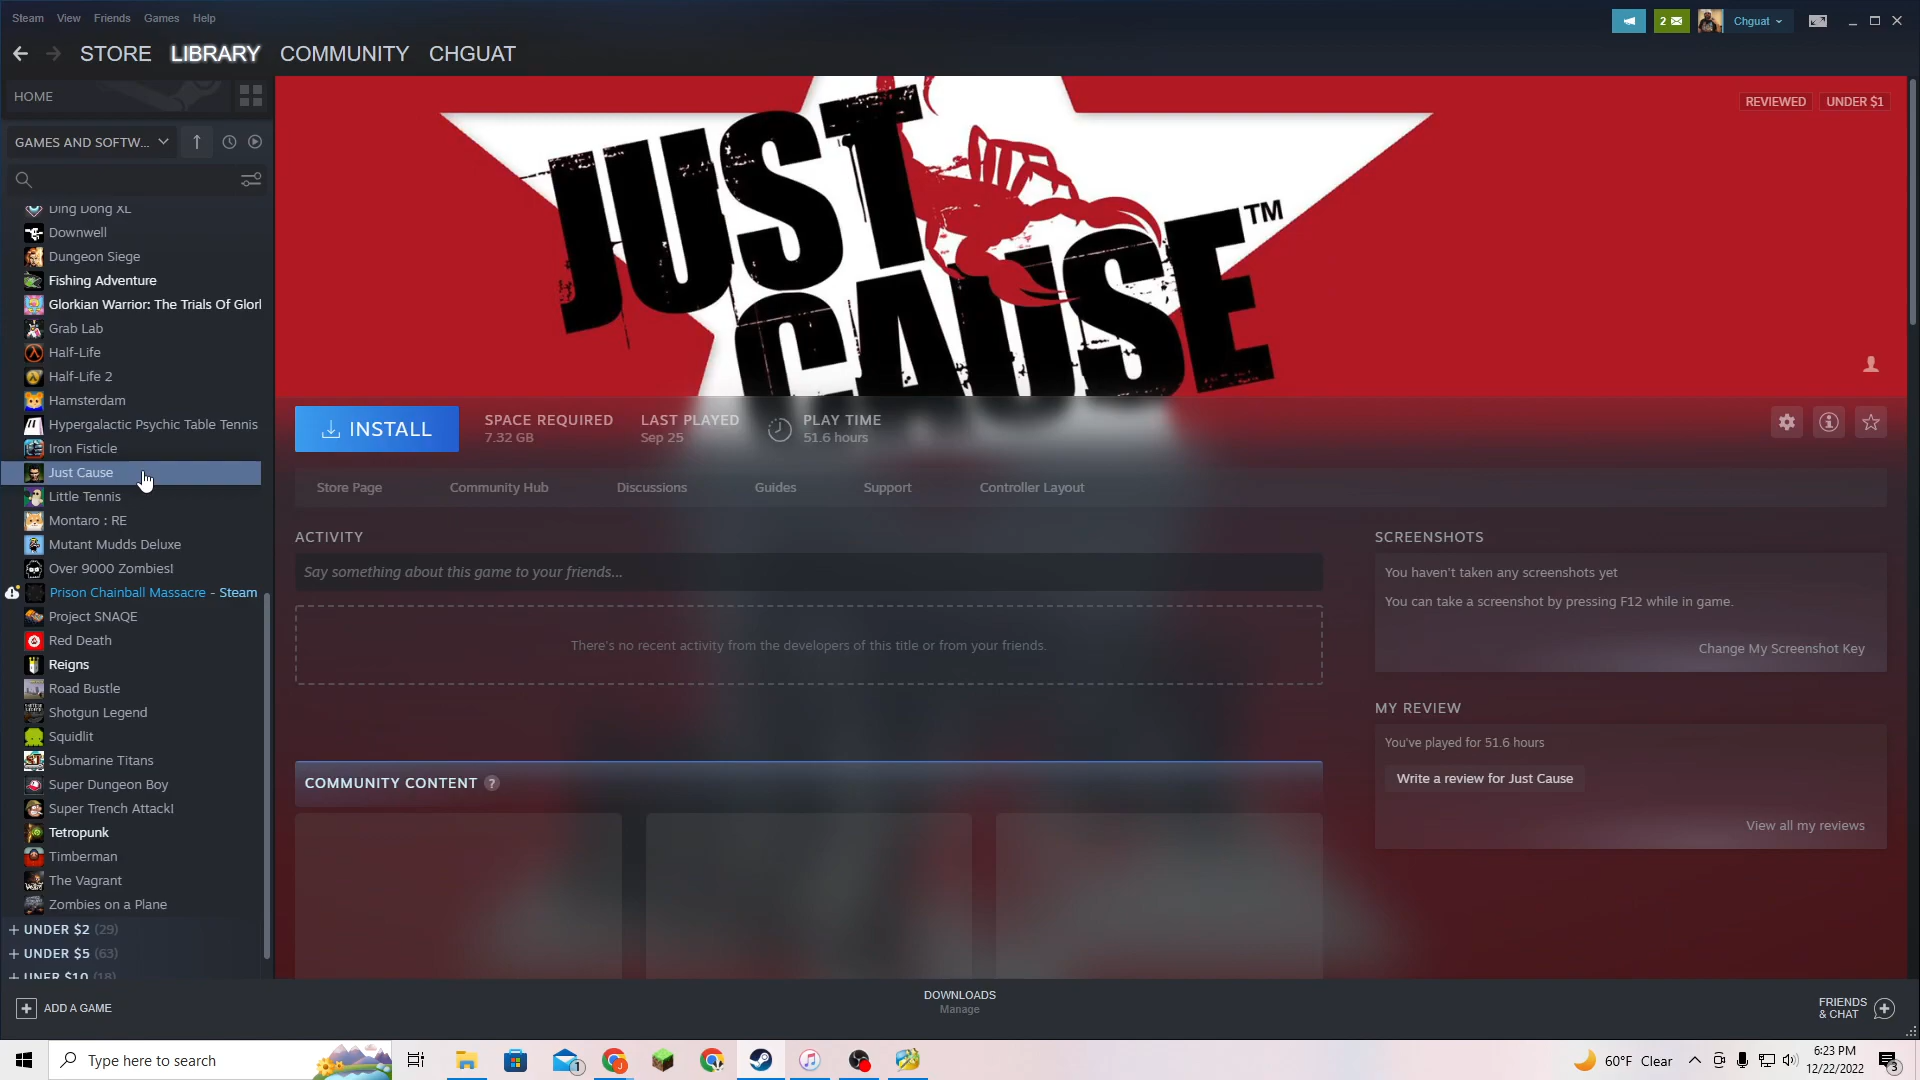 Steam View Friends Games Help
2 Chguat
STORE LIBRARY COMMUNITY CHGUAT
HOME
GAMES AND SOFTW...
Ding Dong XL
Downwell
Dungeon Siege
Fishing Adventure
Glorkian Warrior: The Trials Of Glorl
Grab Lab
Half-Life
Half-Life 2
Hamsterdam
Hypergalactic Psychic Table Tennis
Iron Fisticle
Just Cause
Little Tennis
Montaro : RE
Mutant Mudds Deluxe
Over 9000 Zombies!
Prison Chainball Massacre - Steam
Project SNAQE
Red Death
Reigns
Road Bustle
Shotgun Legend
Squidlit
Submarine Titans
Super Dungeon Boy
Super Trench Attack!
Tetropunk
Timberman
The Vagrant
Zombies on a Plane
+ UNDER $2 (29)
+ UNDER $5 (63)
+ UNER $10 (18)
JUST
CAUSE™
REVIEWED UNDER $1
INSTALL
SPACE REQUIRED
7.32 GB
LAST PLAYED
Sep 25
PLAY TIME
51.6 hours
Store Page Community Hub Discussions Guides Support Controller Layout
ACTIVITY
Say something about this game to your friends...
There's no recent activity from the developers of this title or from your friends.
COMMUNITY CONTENT ?
SCREENSHOTS
You haven't taken any screenshots yet
You can take a screenshot by pressing F12 while in game.
Change My Screenshot Key
MY REVIEW
You've played for 51.6 hours
Write a review for Just Cause
View all my reviews
ADD A GAME
DOWNLOADS
Manage
FRIENDS
& CHAT
Type here to search
1
60°F Clear
6:23 PM
12/22/2022
3